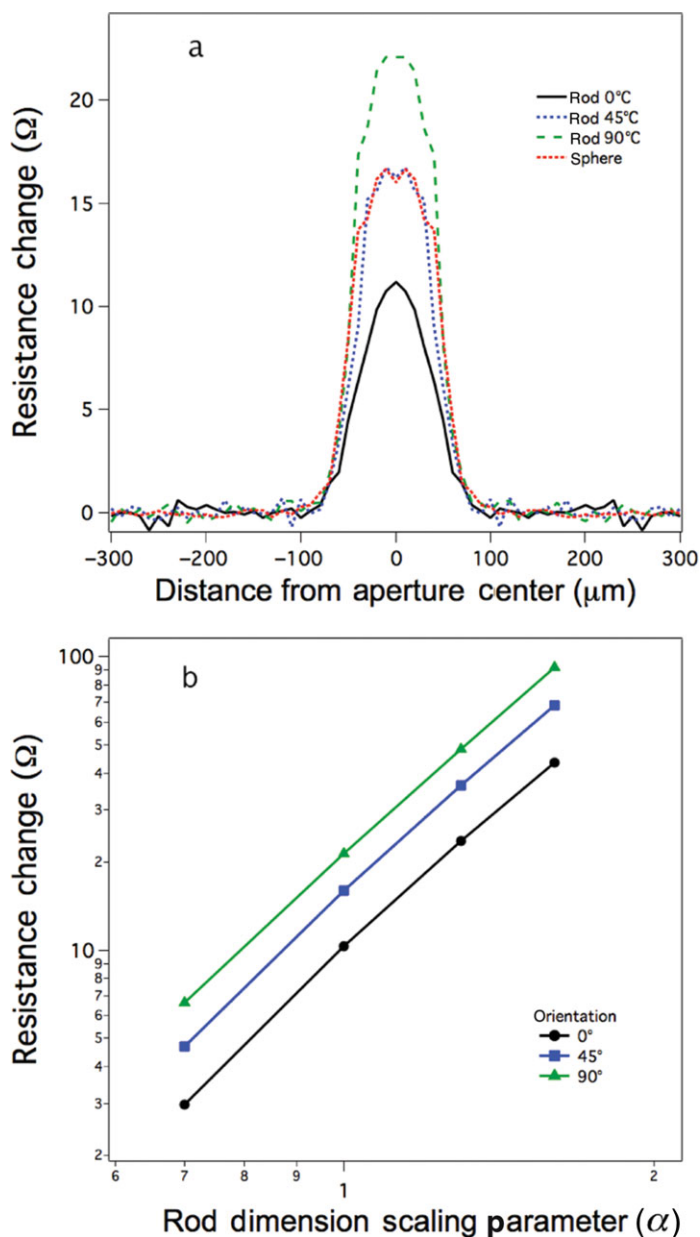 a
Resistance change (Ω)
20
15
10
5
0
Rod 0°C
Rod 45°C
Rod 90°C
Sphere
−300 −200 −100 0 100 200 300
Distance from aperture center (μm)
b
Resistance change (Ω)
100
9
8
7
6
5
4
3
2
10
9
8
7
6
5
4
3
2
Orientation
0°
45°
90°
6 7 8 9 1 2
Rod dimension scaling parameter (α)